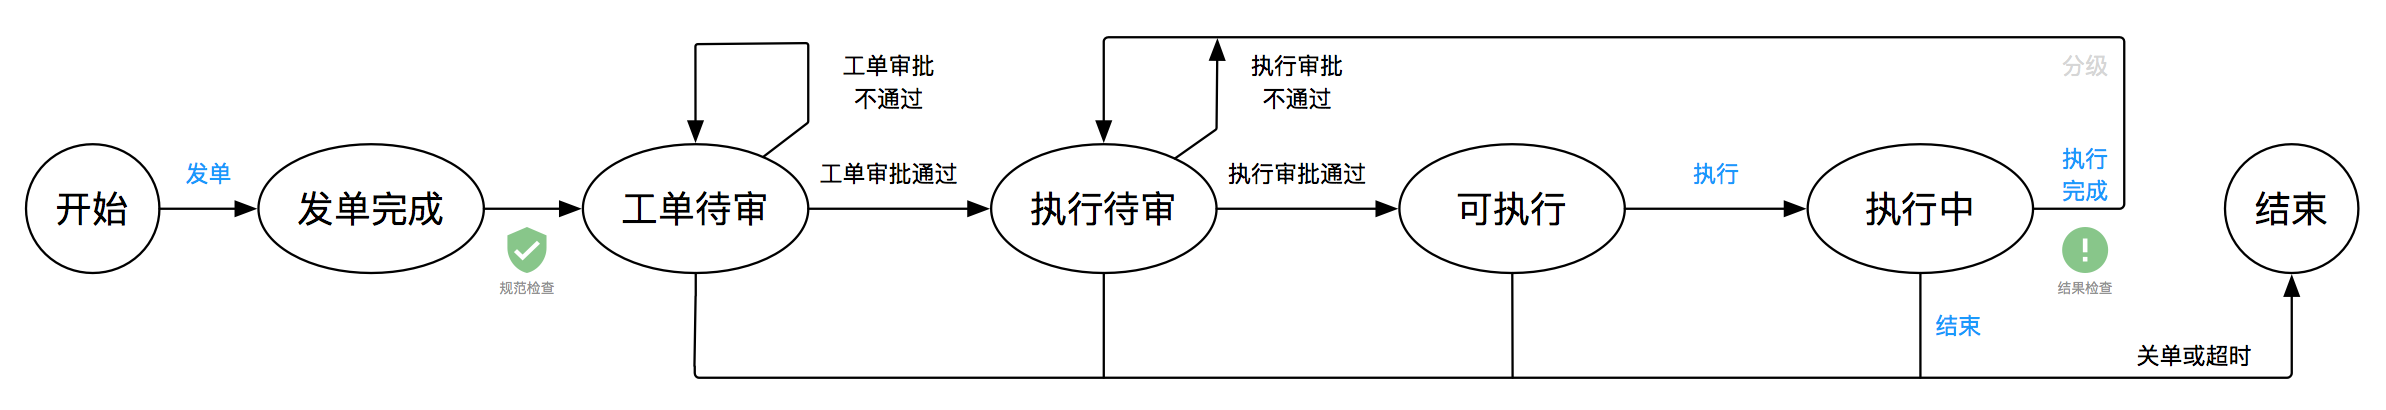 工单审批
不通过
执行审批
不通过
分级
开始
发单
发单完成
规范检查
工单待审
工单审批通过
执行待审
执行审批通过
可执行
执行
执行中
执行
完成
结果检查
结束
结束
关单或超时